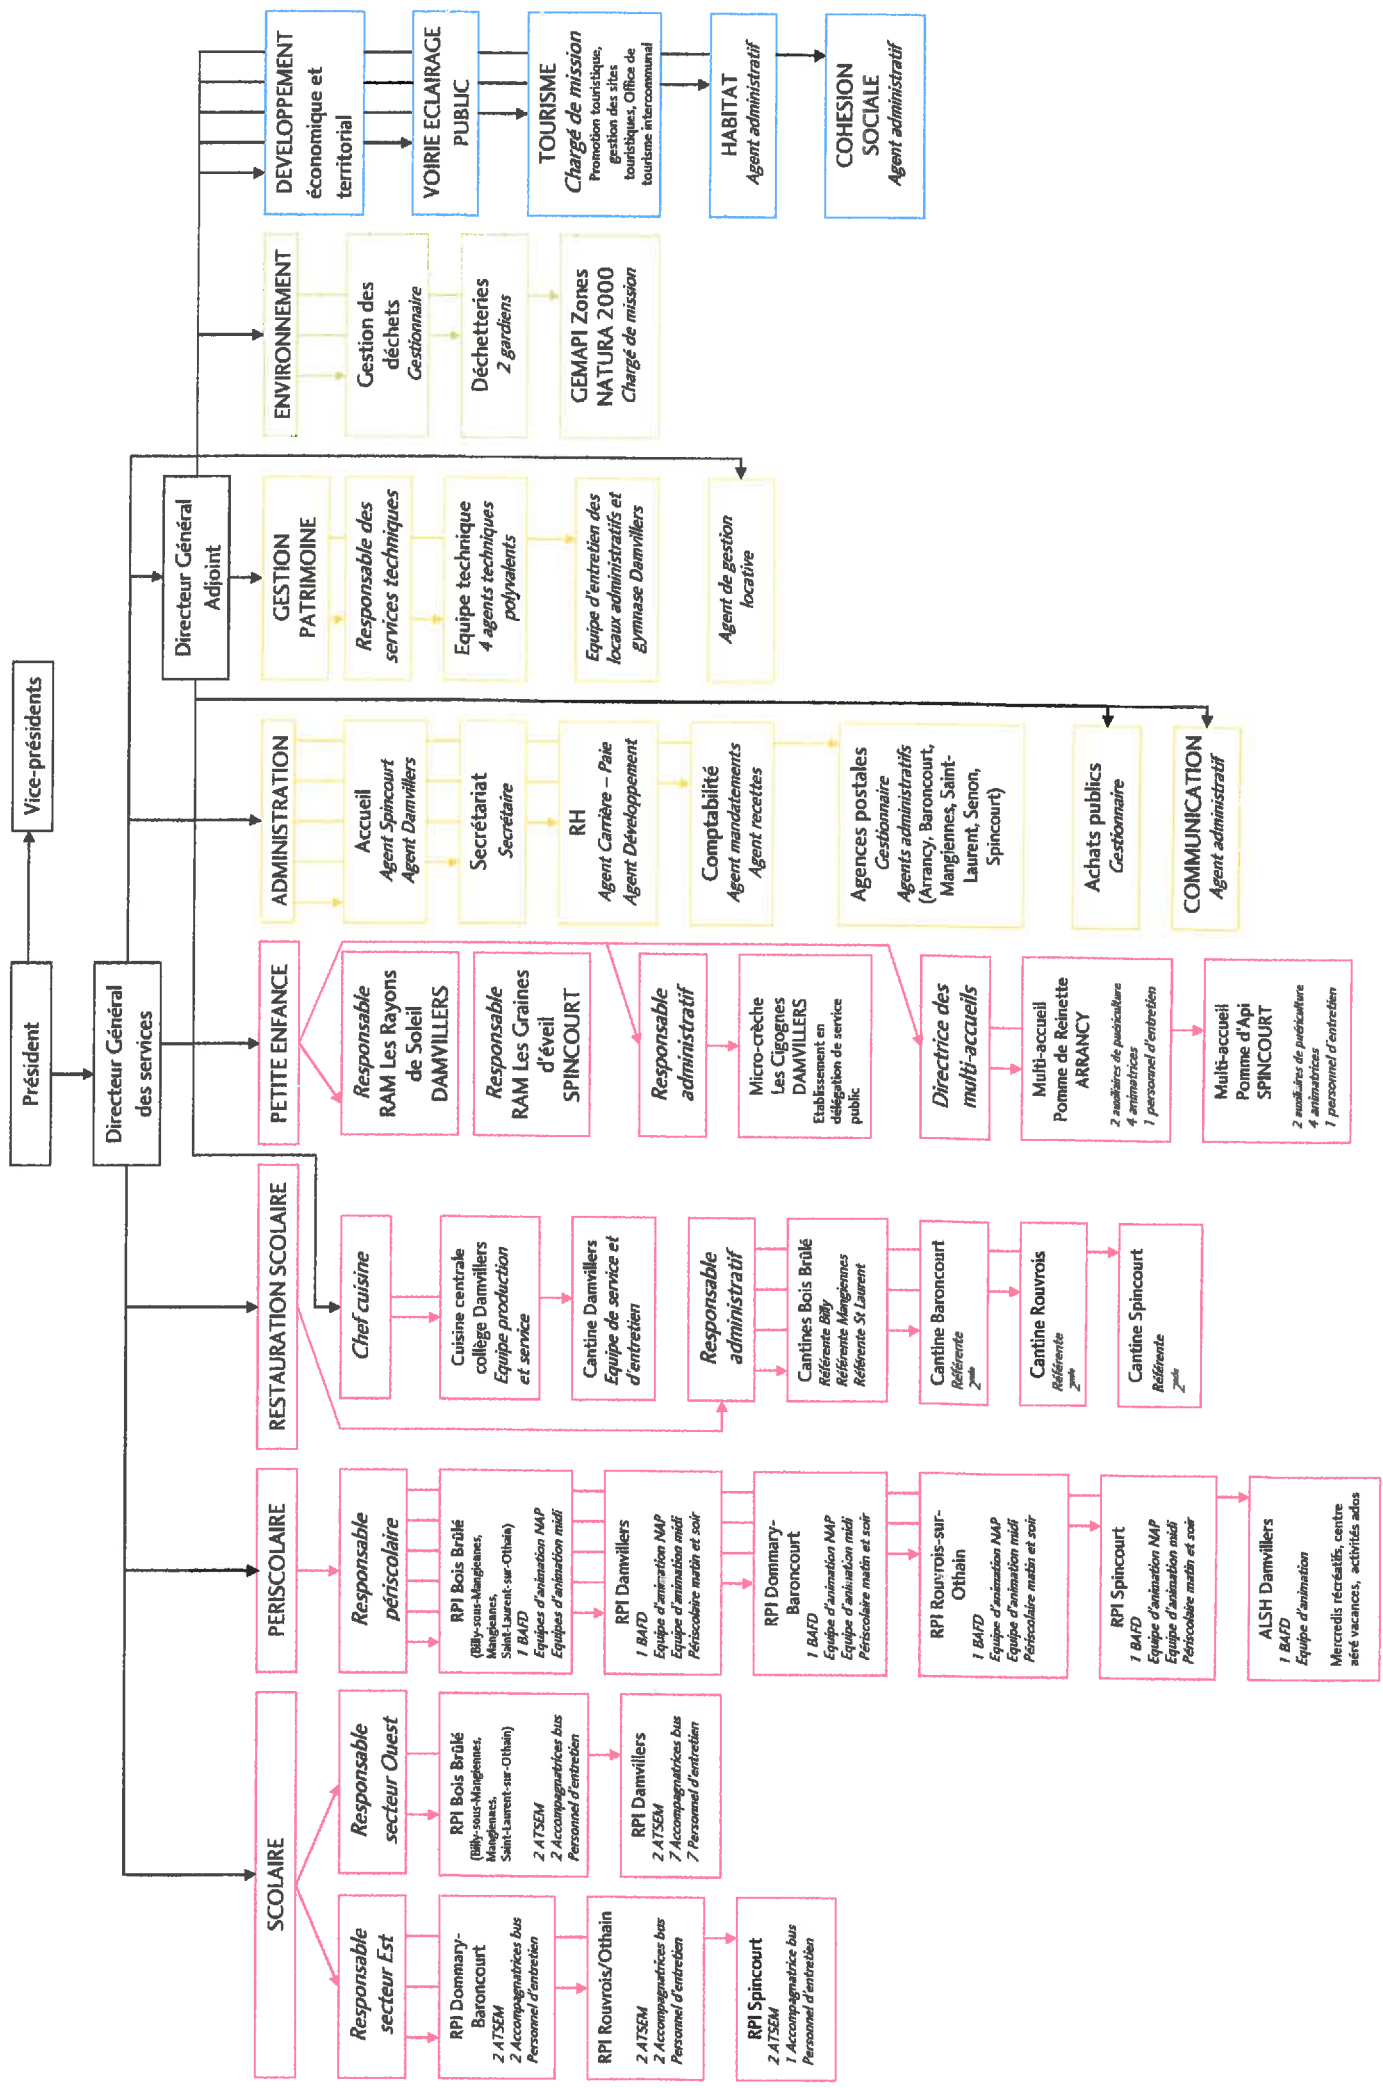 Président
Vice-présidents
Directeur Général
des services
Directeur Général
Adjoint
SCOLAIRE
Responsable
secteur Est
RPI Dommary-
Baroncourt
2 ATSEM
2 Accompagnatrices bus
Personnel d'entretien
RPI Rouvrois/Othain
2 ATSEM
2 Accompagnatrices bus
Personnel d'entretien
RPI Spincourt
2 ATSEM
1 Accompagnatrice bus
Personnel d'entretien
Responsable
secteur Ouest
RPI Bois Brûlé
(Billy-sous-Mangiennes,
Mangiennes,
Saint-Laurent-sur-Othain)
2 ATSEM
2 Accompagnatrices bus
Personnel d'entretien
RPI Damvillers
2 ATSEM
7 Accompagnatrices bus
7 Personnel d'entretien
PERISCOLAIRE
Responsable
périscolaire
RPI Bois Brûlé
(Billy-sous-Mangiennes,
Mangiennes,
Saint-Laurent-sur-Othain)
1 BAFD
Equipes d'animation NAP
Equipes d'animation midi
RPI Damvillers
1 BAFD
Equipe d'animation NAP
Equipe d'animation midi
Périscolaire matin et soir
RPI Dommary-
Baroncourt
1 BAFD
Equipe d'animation NAP
Equipe d'animation midi
Périscolaire matin et soir
RPI Rouvrois-sur-
Othain
1 BAFD
Equipe d'animation NAP
Equipe d'animation midi
Périscolaire matin et soir
RPI Spincourt
1 BAFD
Equipe d'animation NAP
Equipe d'animation midi
Périscolaire matin et soir
ALSH Damvillers
1 BAFD
Equipe d'animation
Mercredis récréatifs, centre
aéré vacances, activités ados
RESTAURATION SCOLAIRE
Chef cuisine
Cuisine centrale
collège Damvillers
Equipe production
et service
Cantine Damvillers
Equipe de service et
d'entretien
Responsable
administratif
Cantines Bois Brûlé
Référente Billy
Référente Mangiennes
Référente St Laurent
Cantine Baroncourt
Référente
2nde
Cantine Rouvrois
Référente
2nde
Cantine Spincourt
Référente
2nde
PETITE ENFANCE
Responsable
RAM Les Rayons
de Soleil
DAMVILLERS
Responsable
RAM Les Graines
d'éveil
SPINCOURT
Responsable
administratif
Micro-crèche
Les Cigognes
DAMVILLERS
Etablissement en
délégation de service
public
Directrice des
multi-accueils
Multi-accueil
Pomme de Reinette
ARRANCY
2 auxiliaires de puériculture
4 animatrices
1 personnel d'entretien
Multi-accueil
Pomme d'Api
SPINCOURT
2 auxiliaires de puériculture
4 animatrices
1 personnel d'entretien
ADMINISTRATION
Accueil
Agent Spincourt
Agent Damvillers
Secrétariat
Secrétaire
RH
Agent Carrière – Paie
Agent Développement
Comptabilité
Agent mandatements
Agent recettes
Agences postales
Gestionnaire
Agents administratifs
(Arrancy, Baroncourt,
Mangiennes, Saint-
Laurent, Senon,
Spincourt)
Achats publics
Gestionnaire
COMMUNICATION
Agent administratif
GESTION
PATRIMOINE
Responsable des
services techniques
Equipe technique
4 agents techniques
polyvalents
Equipe d'entretien des
locaux administratifs et
gymnase Damvillers
Agent de gestion
locative
ENVIRONNEMENT
Gestion des
déchets
Gestionnaire
Déchetteries
2 gardiens
GEMAPI Zones
NATURA 2000
Chargé de mission
DEVELOPPEMENT
économique et
territorial
VOIRIE ECLAIRAGE
PUBLIC
TOURISME
Chargé de mission
Promotion touristique,
gestion des sites
touristiques, Office de
tourisme intercommunal
HABITAT
Agent administratif
COHESION
SOCIALE
Agent administratif